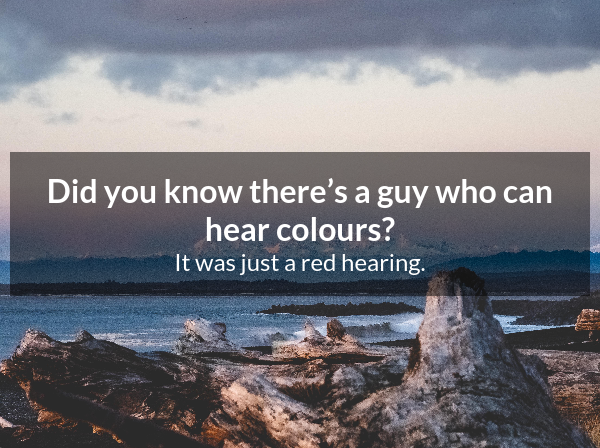 Did you know there’s a guy who can
hear colours?
It was just a red hearing.